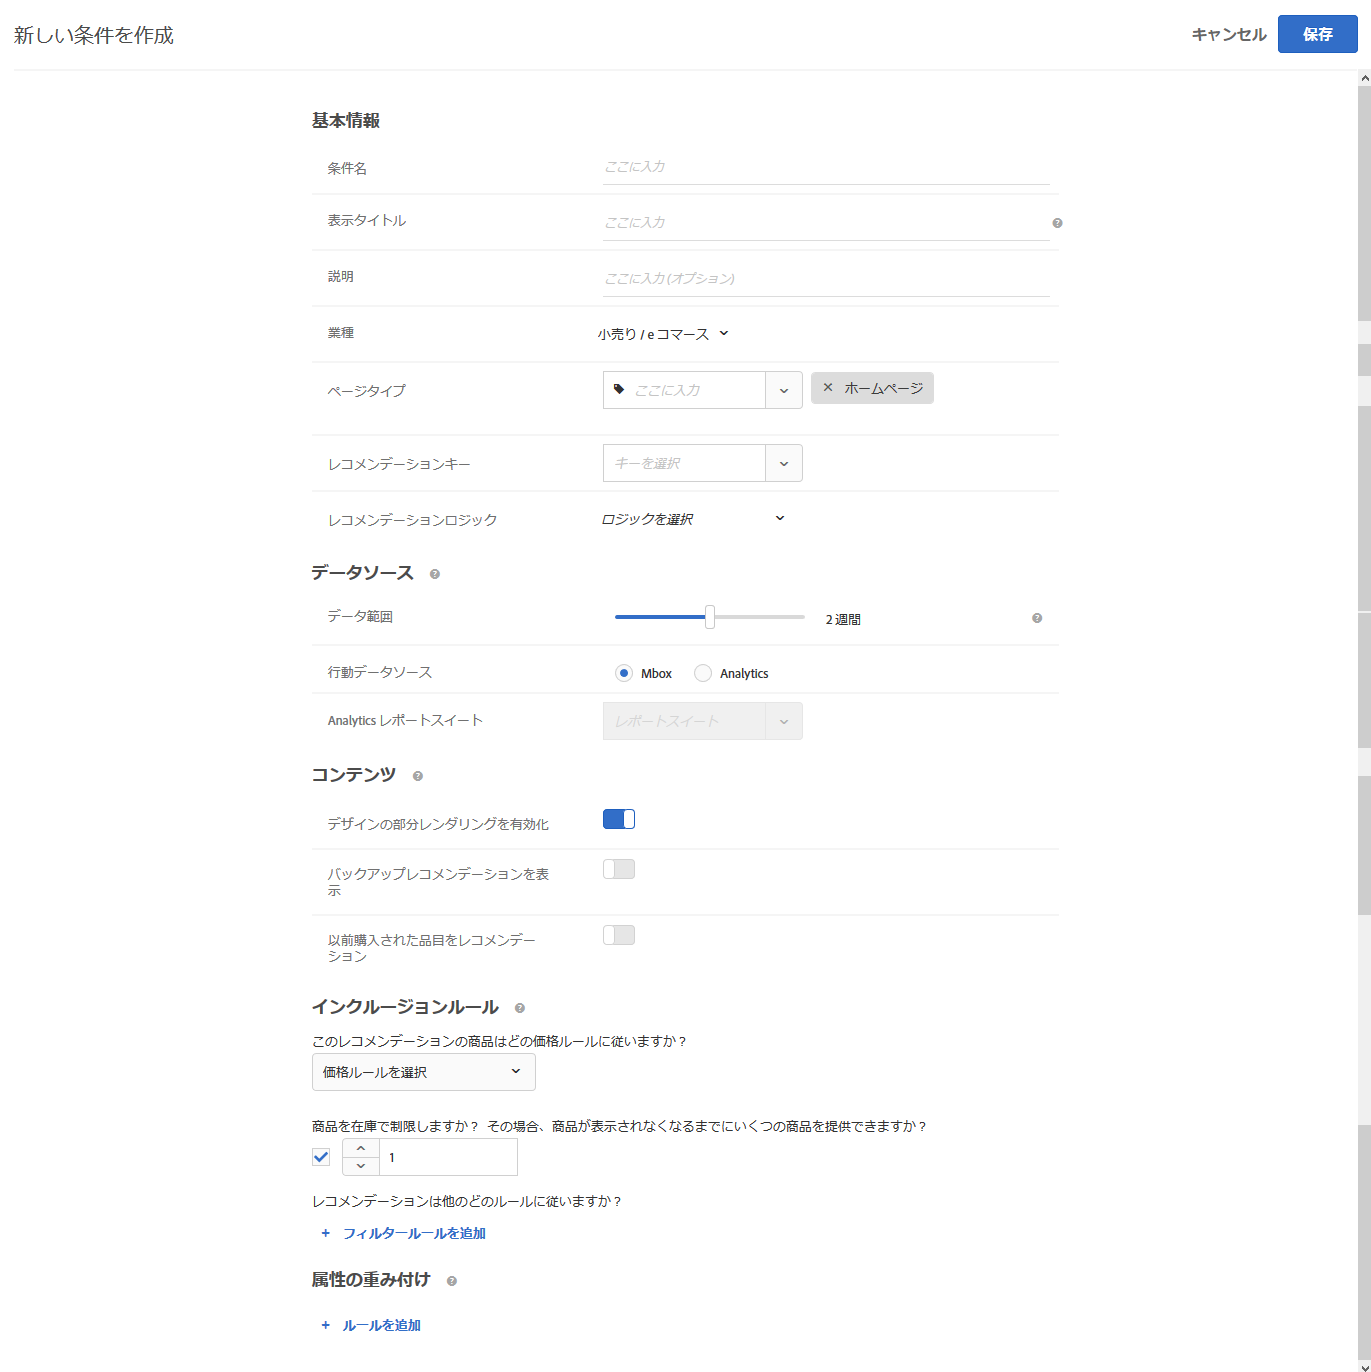 新しい条件を作成
キャンセル
保存
基本情報
条件名
ここに入力
表示タイトル
ここに入力
説明
ここに入力 (オプション)
業種
小売り / e コマース
ページタイプ
ここに入力
ホームページ
レコメンデーションキー
キーを選択
レコメンデーションロジック
ロジックを選択
データソース
データ範囲
2 週間
行動データソース
Mbox
Analytics
Analytics レポートスイート
レポートスイート
コンテンツ
デザインの部分レンダリングを有効化
バックアップレコメンデーションを表
示
以前購入された品目をレコメンデー
ション
インクルージョンルール
このレコメンデーションの商品はどの価格ルールに従いますか？
価格ルールを選択
商品を在庫で制限しますか？ その場合、商品が表示されなくなるまでにいくつの商品を提供できますか？
1
レコメンデーションは他のどのルールに従いますか？
+ フィルタールールを追加
属性の重み付け
+ ルールを追加